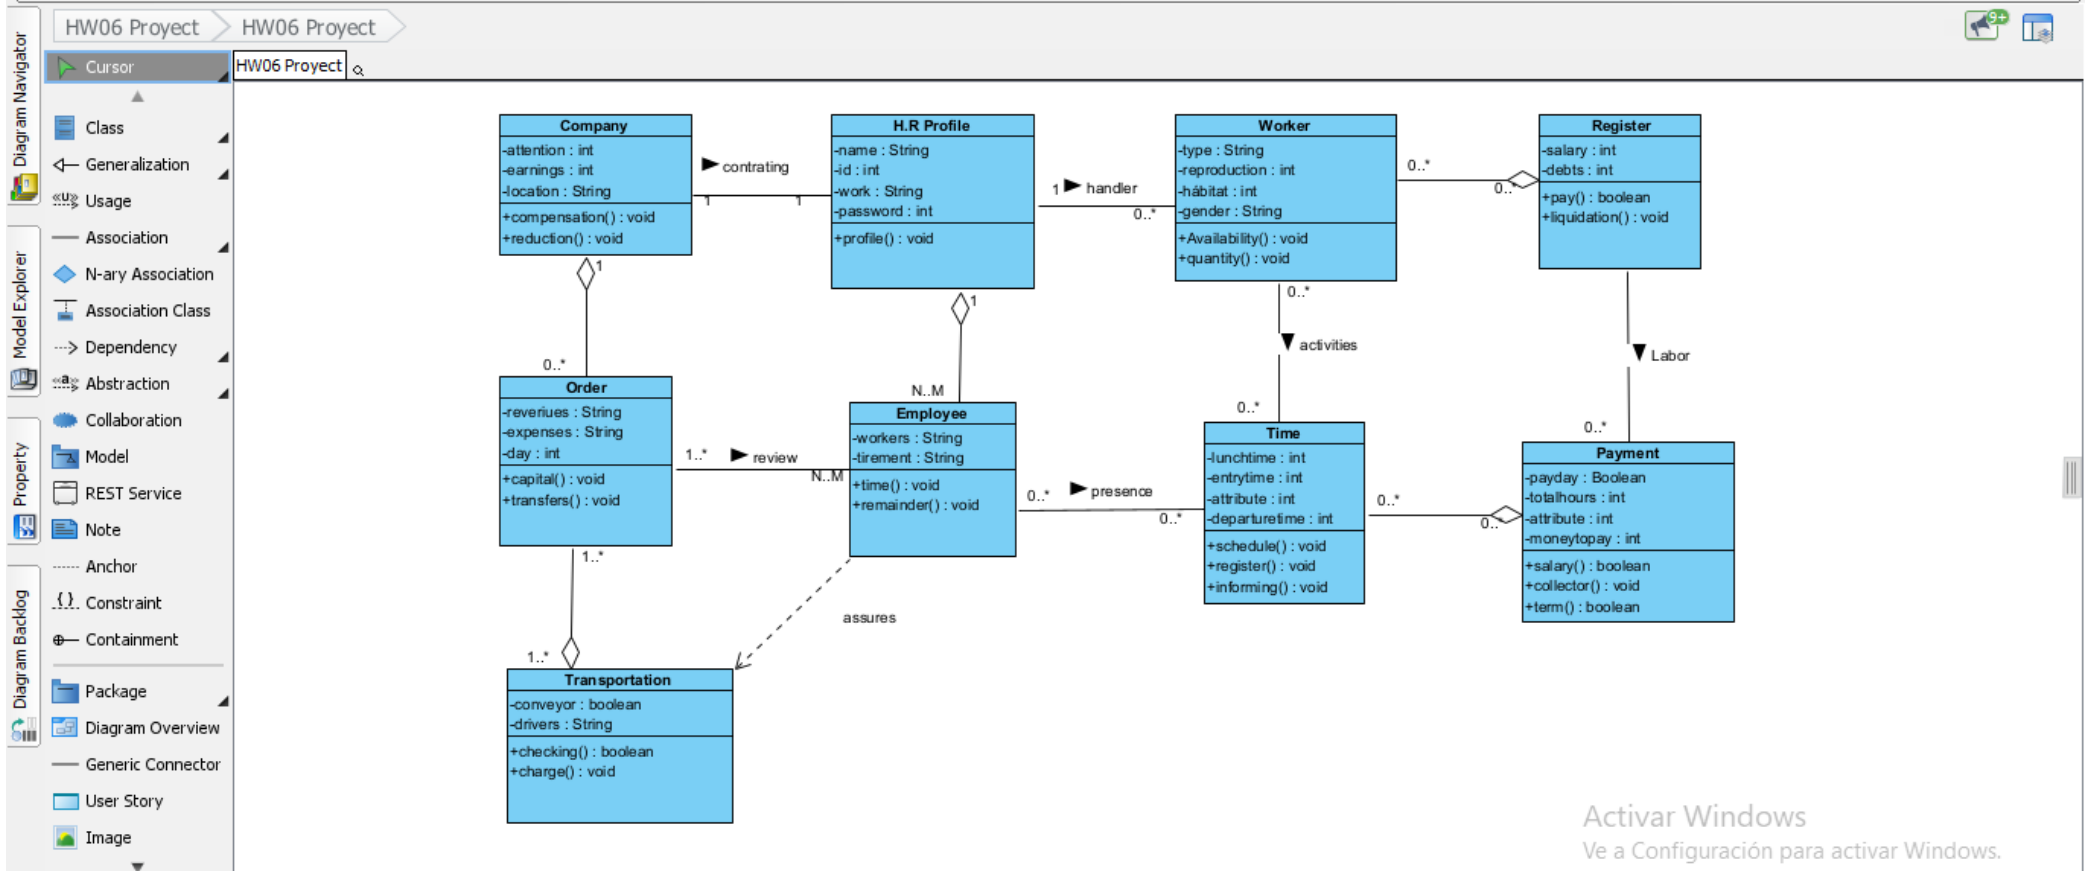 HW06 Proyect
HW06 Proyect
9+
Diagram Navigator
Model Explorer
Property
Diagram Backlog
Cursor
Class
Generalization
«U» Usage
Association
N-ary Association
Association Class
Dependency
«a» Abstraction
Collaboration
Model
REST Service
Note
Anchor
{} Constraint
Containment
Package
Diagram Overview
Generic Connector
User Story
Image
HW06 Proyect
Company
-attention : int
-earnings : int
-location : String
+compensation() : void
+reduction() : void
contrating
1
1
H.R Profile
-name : String
-id : int
-work : String
-password : int
+profile() : void
1
handler
0..*
Worker
-type : String
-reproduction : int
-hábitat : int
-gender : String
+Availability() : void
+quantity() : void
0..*
0..*
Register
-salary : int
-debts : int
+pay() : boolean
+liquidation() : void
1
0..*
1
N..M
0..*
activities
0..*
Labor
0..*
Order
-reveriues : String
-expenses : String
-day : int
+capital() : void
+transfers() : void
1..*
review
N..M
Employee
-workers : String
-tirement : String
+time() : void
+remainder() : void
0..*
presence
0..*
Time
-lunchtime : int
-entrytime : int
-attribute : int
-departuretime : int
+schedule() : void
+register() : void
+informing() : void
0..*
0..
Payment
-payday : Boolean
-totalhours : int
-attribute : int
-moneytopay : int
+salary() : boolean
+collector() : void
+term() : boolean
1..*
1..*
assures
Transportation
-conveyor : boolean
-drivers : String
+checking() : boolean
+charge() : void
Activar Windows
Ve a Configuración para activar Windows.